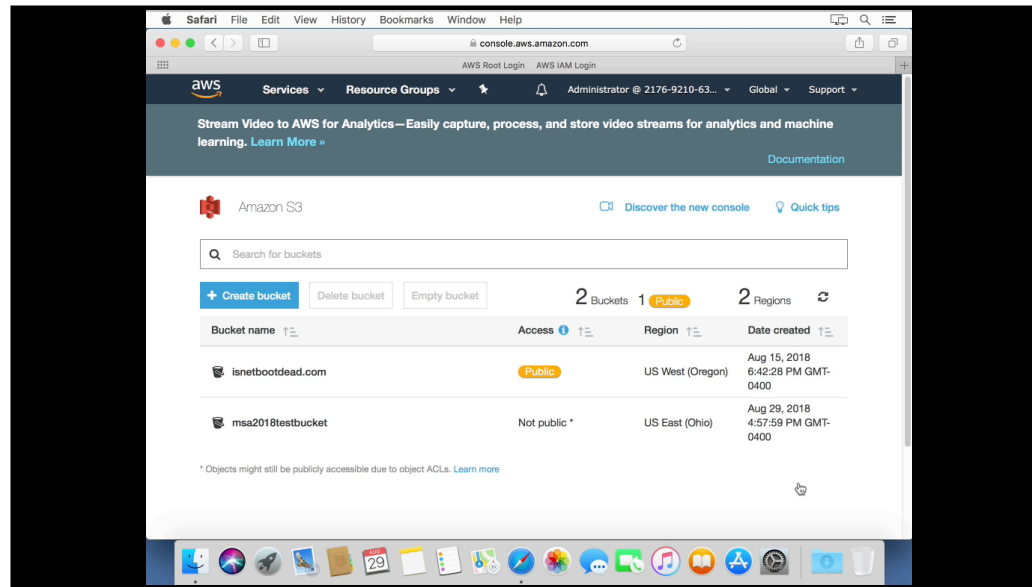 Safari File Edit View History Bookmarks Window Help
console.aws.amazon.com
AWS Root Login AWS IAM Login
aws Services Resource Groups Administrator @ 2176-9210-63... Global Support
Stream Video to AWS for Analytics—Easily capture, process, and store video streams for analytics and machine
learning. Learn More »
Documentation
Amazon S3 Discover the new console Quick tips
Search for buckets
+ Create bucket Delete bucket Empty bucket 2 Buckets 1 Public 2 Regions
Bucket name Access Region Date created
isnetbootdead.com Public US West (Oregon) Aug 15, 2018
6:42:28 PM GMT-
0400
msa2018testbucket Not public * US East (Ohio) Aug 29, 2018
4:57:59 PM GMT-
0400
* Objects might still be publicly accessible due to object ACLs. Learn more
AUG
29